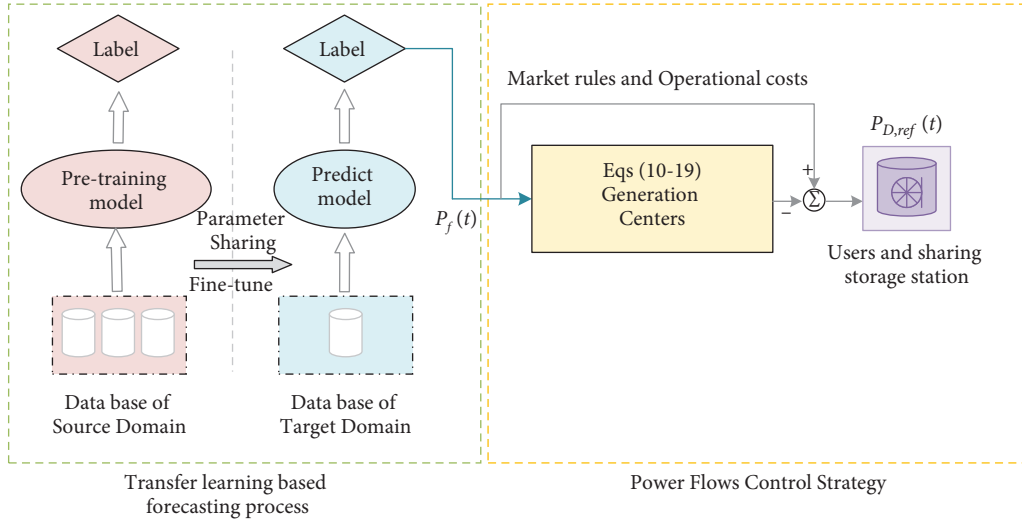 Label
Pre-training
model
Data base of
Source Domain
Parameter
Sharing
Fine-tune
Label
Predict
model
Data base of
Target Domain
Transfer learning based
forecasting process
P_f (t)
Market rules and Operational costs
Eqs (10-19)
Generation
Centers
+
−
Σ
P_{D,ref} (t)
Users and sharing
storage station
Power Flows Control Strategy